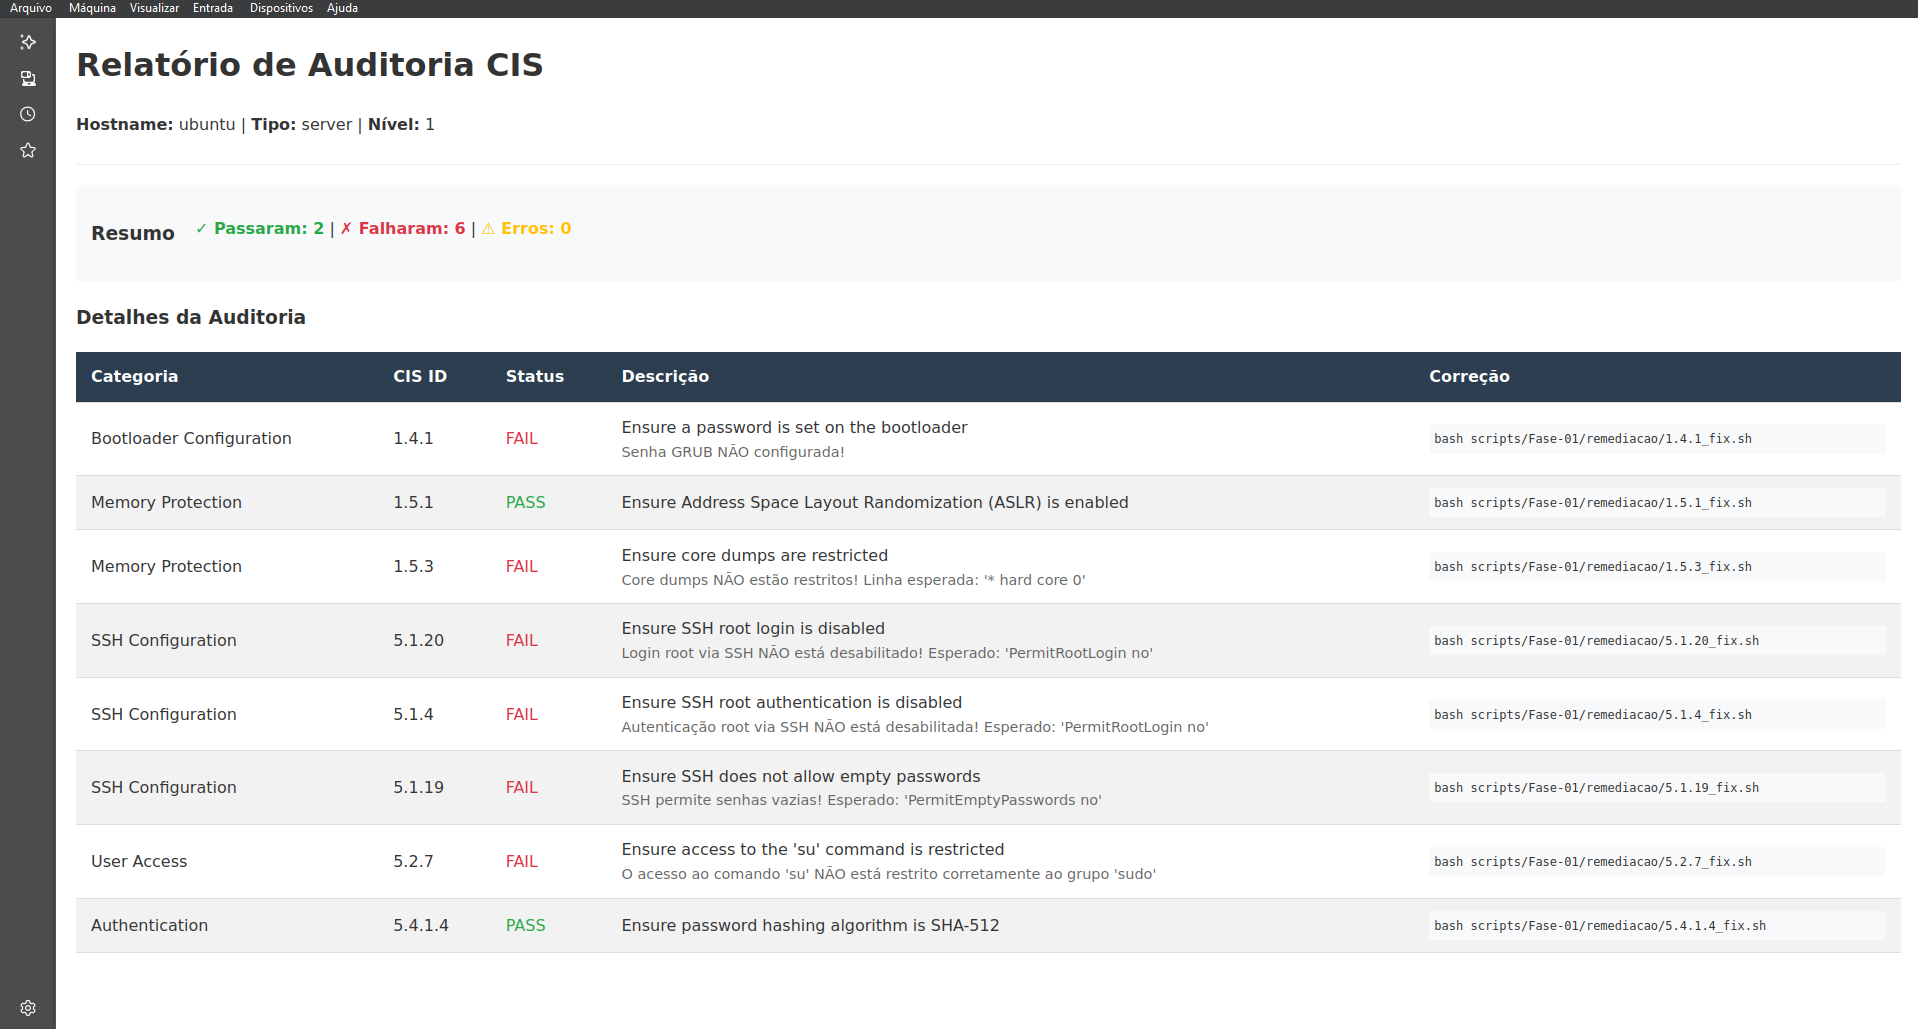 Arquivo Máquina Visualizar Entrada Dispositivos Ajuda
Relatório de Auditoria CIS
Hostname: ubuntu | Tipo: server | Nível: 1
Resumo ✓ Passaram: 2 | ✗ Falharam: 6 | ⚠ Erros: 0
Detalhes da Auditoria
Categoria CIS ID Status Descrição Correção
Bootloader Configuration 1.4.1 FAIL Ensure a password is set on the bootloader bash scripts/Fase-01/remediacao/1.4.1_fix.sh
Senha GRUB NÃO configurada!
Memory Protection 1.5.1 PASS Ensure Address Space Layout Randomization (ASLR) is enabled bash scripts/Fase-01/remediacao/1.5.1_fix.sh
Memory Protection 1.5.3 FAIL Ensure core dumps are restricted bash scripts/Fase-01/remediacao/1.5.3_fix.sh
Core dumps NÃO estão restritos! Linha esperada: '* hard core 0'
SSH Configuration 5.1.20 FAIL Ensure SSH root login is disabled bash scripts/Fase-01/remediacao/5.1.20_fix.sh
Login root via SSH NÃO está desabilitado! Esperado: 'PermitRootLogin no'
SSH Configuration 5.1.4 FAIL Ensure SSH root authentication is disabled bash scripts/Fase-01/remediacao/5.1.4_fix.sh
Autenticação root via SSH NÃO está desabilitada! Esperado: 'PermitRootLogin no'
SSH Configuration 5.1.19 FAIL Ensure SSH does not allow empty passwords bash scripts/Fase-01/remediacao/5.1.19_fix.sh
SSH permite senhas vazias! Esperado: 'PermitEmptyPasswords no'
User Access 5.2.7 FAIL Ensure access to the 'su' command is restricted bash scripts/Fase-01/remediacao/5.2.7_fix.sh
O acesso ao comando 'su' NÃO está restrito corretamente ao grupo 'sudo'
Authentication 5.4.1.4 PASS Ensure password hashing algorithm is SHA-512 bash scripts/Fase-01/remediacao/5.4.1.4_fix.sh